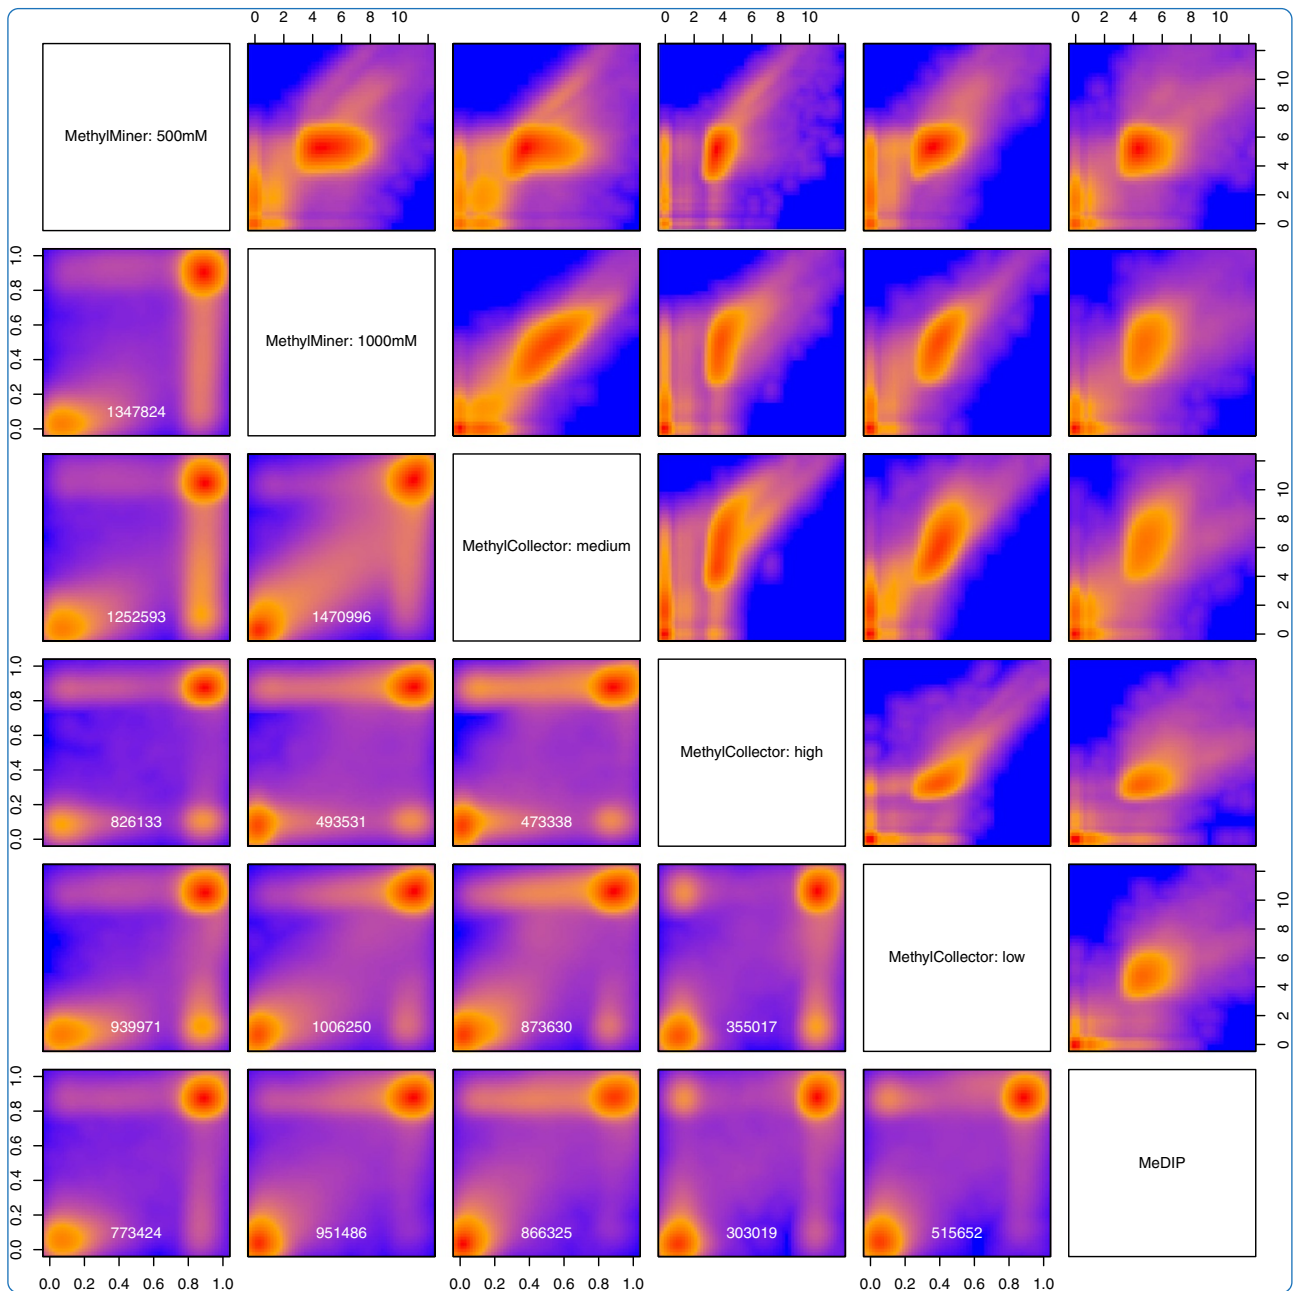 0 2 4 6 8 10 0 2 4 6 8 10 0 2 4 6 8 10
MethylMiner: 500mM
0 2 4 6 8 10
0.0 0.2 0.4 0.6 0.8 1.0
1347824
MethylMiner: 1000mM
1252593
1470996
MethylCollector: medium
0 2 4 6 8 10
0.0 0.2 0.4 0.6 0.8 1.0
826133
493531
473338
MethylCollector: high
939971
1006250
873630
355017
MethylCollector: low
0 2 4 6 8 10
0.0 0.2 0.4 0.6 0.8 1.0
773424
951486
866325
303019
515652
MeDIP
0.0 0.2 0.4 0.6 0.8 1.0 0.0 0.2 0.4 0.6 0.8 1.0 0.0 0.2 0.4 0.6 0.8 1.0